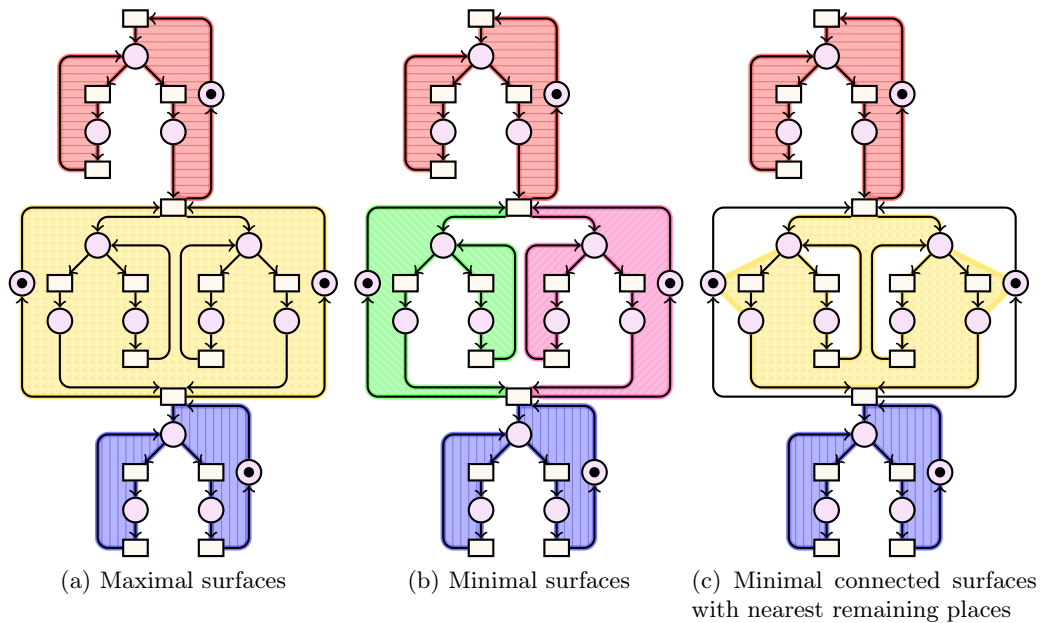 (a) Maximal surfaces
(b) Minimal surfaces
(c) Minimal connected surfaces
with nearest remaining places